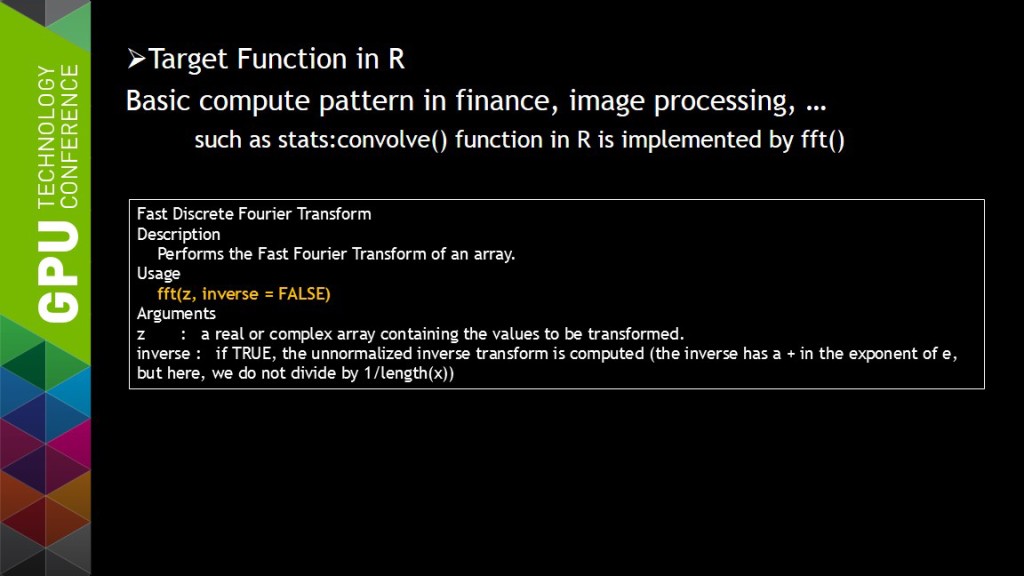 GPU TECHNOLOGY
CONFERENCE
➢Target Function in R
Basic compute pattern in finance, image processing, …
such as stats:convolve() function in R is implemented by fft()
Fast Discrete Fourier Transform
Description
Performs the Fast Fourier Transform of an array.
Usage
fft(z, inverse = FALSE)
Arguments
z : a real or complex array containing the values to be transformed.
inverse : if TRUE, the unnormalized inverse transform is computed (the inverse has a + in the exponent of e,
but here, we do not divide by 1/length(x))